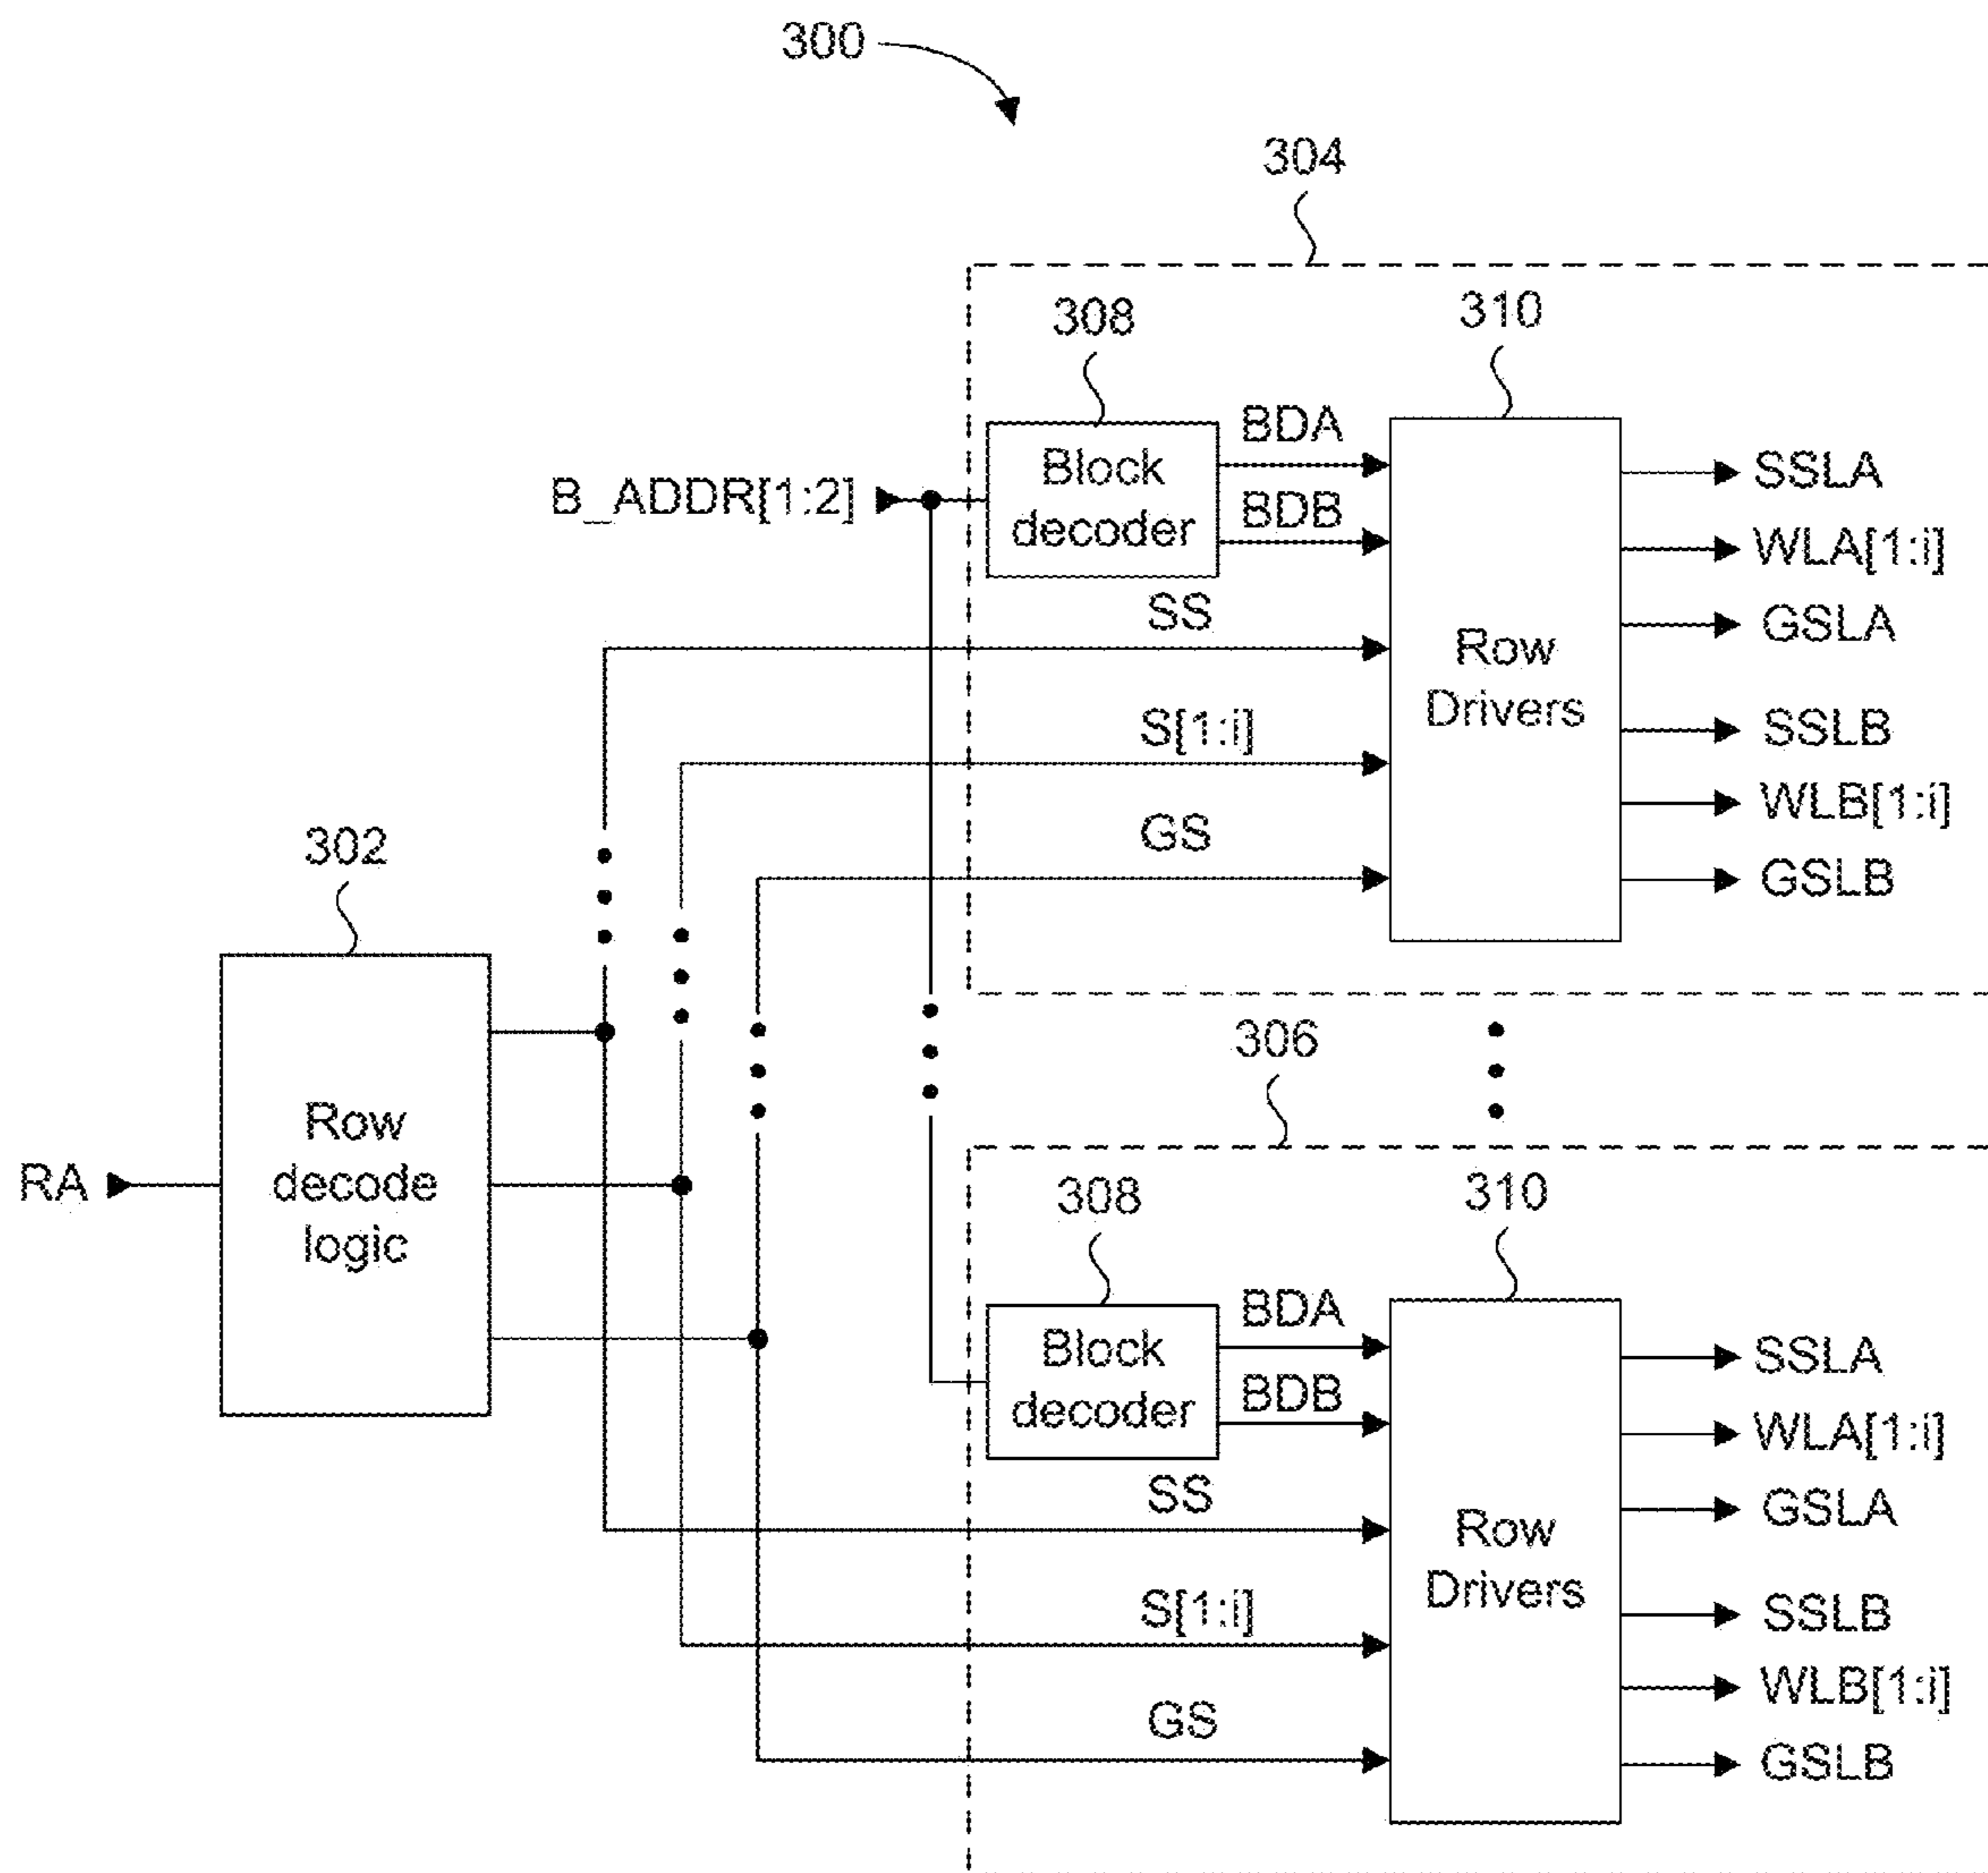 300
304
308
310
BDA
SSLA
Block
decoder
B_ADDR[1:2]
BDB
WLA[1:i]
SS
GSLA
Row
Drivers
S[1:i]
SSLB
WLB[1:i]
GS
302
GSLB
306
Row
decode
logic
RA
308
310
BDA
SSLA
Block
decoder
BDB
WLA[1:i]
SS
GSLA
Row
Drivers
S[1:i]
SSLB
WLB[1:i]
GS
GSLB